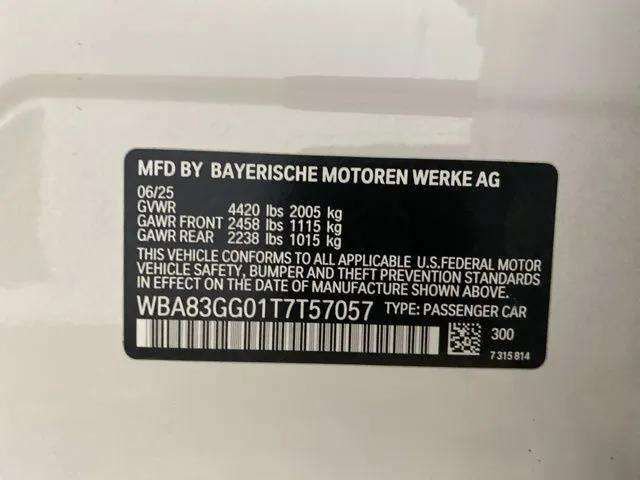 MFD BY BAYERISCHE MOTOREN WERKE AG
06/25
GVWR 4420 lbs 2005 kg
GAWR FRONT 2458 lbs 1115 kg
GAWR REAR 2238 lbs 1015 kg
THIS VEHICLE CONFORMS TO ALL APPLICABLE U.S.FEDERAL MOTOR
VEHICLE SAFETY, BUMPER AND THEFT PREVENTION STANDARDS
IN EFFECT ON THE DATE OF MANUFACTURE SHOWN ABOVE.
WBA83GG01T7T57057 TYPE: PASSENGER CAR
300
7 315 814